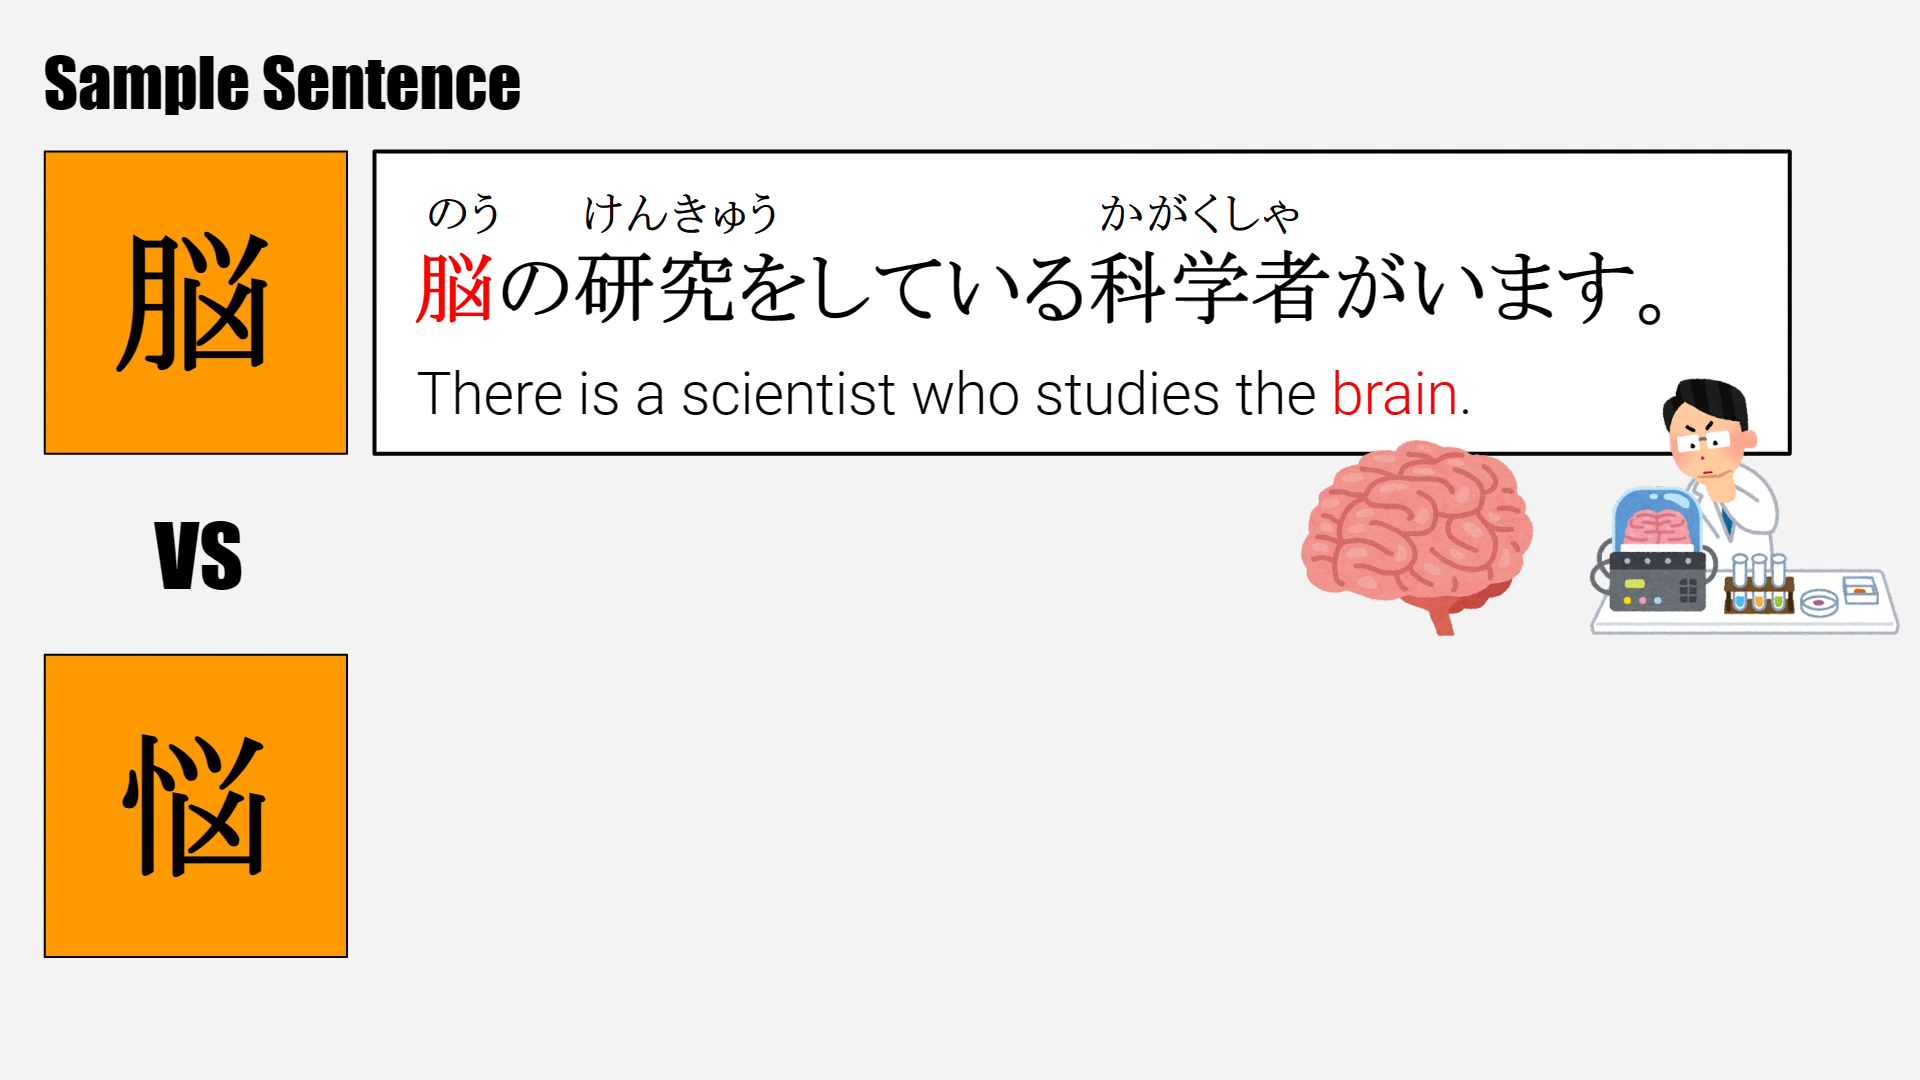 Sample Sentence
脳
のう けんきゅう かがくしゃ
脳の研究をしている科学者がいます。
There is a scientist who studies the brain.
VS
悩